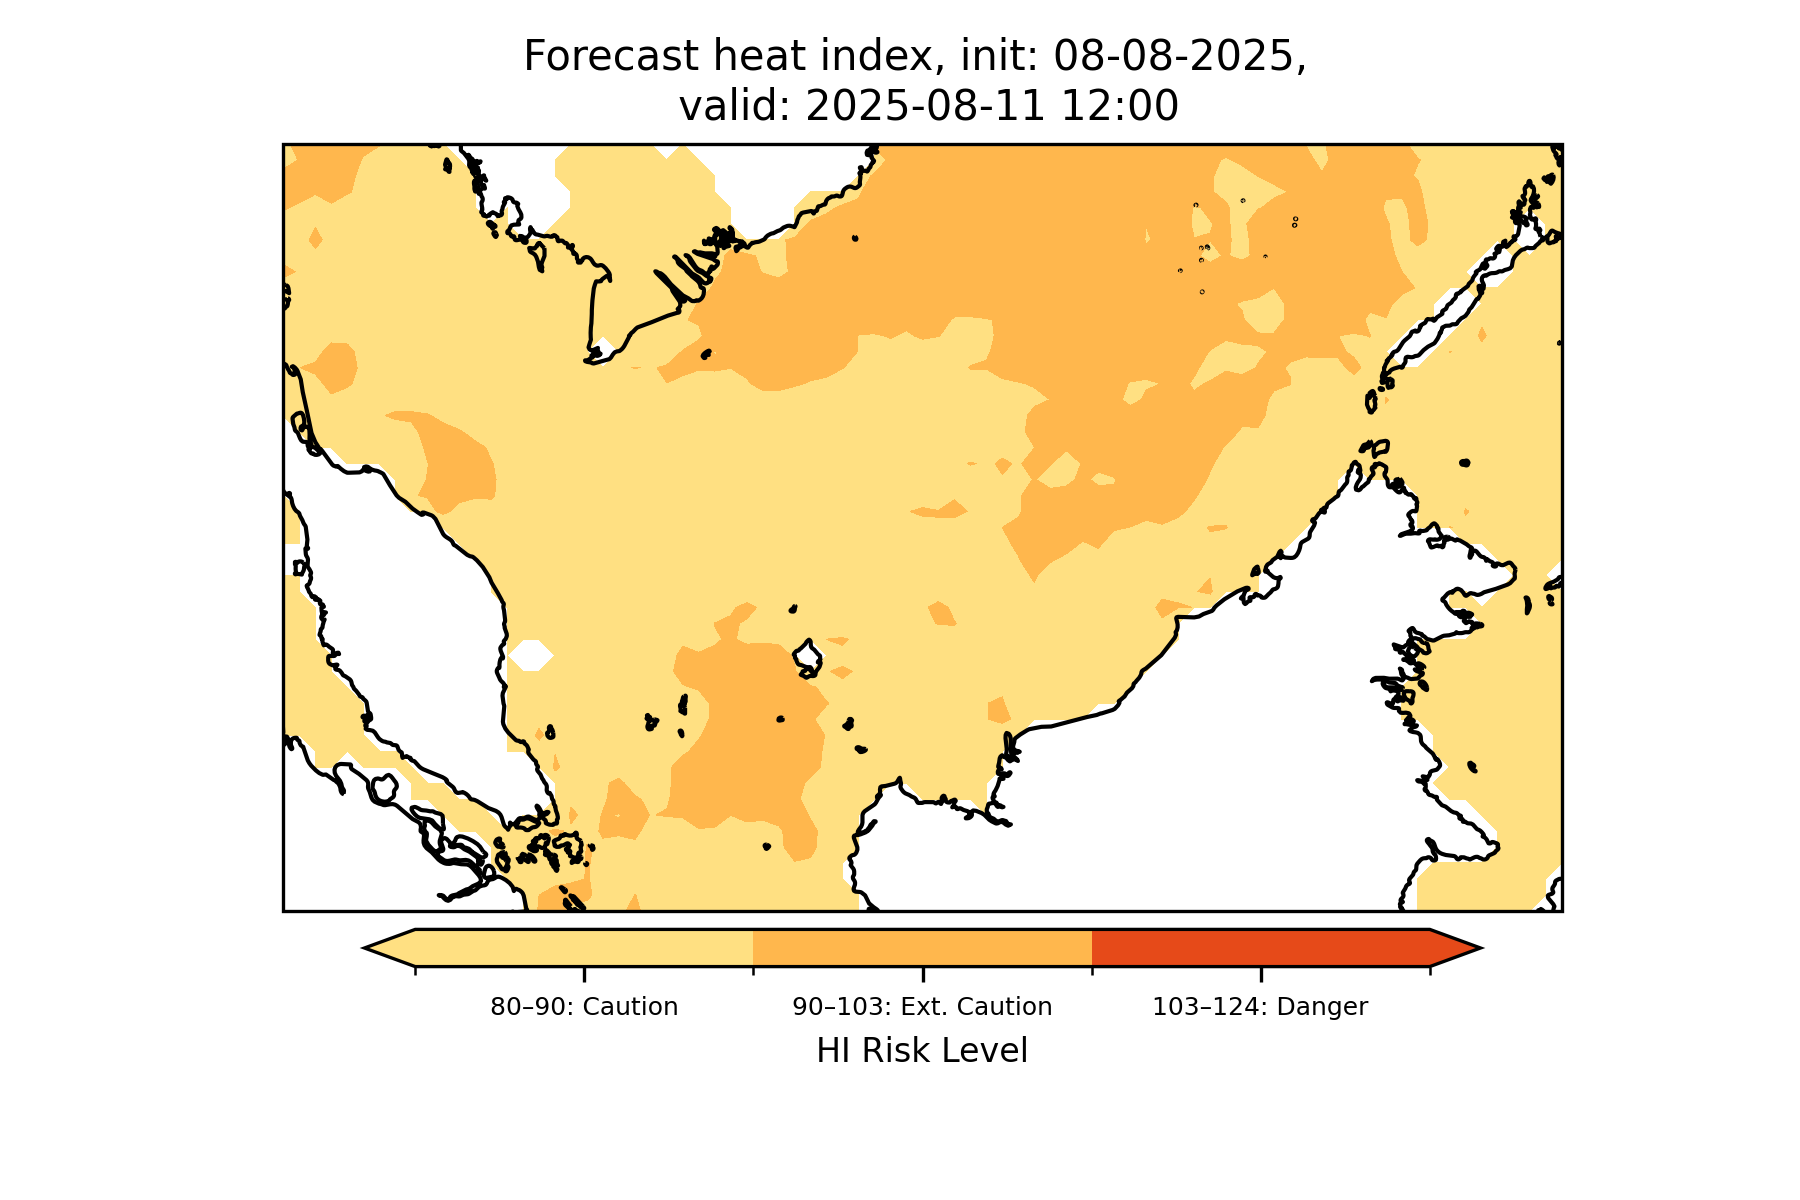 Forecast heat index, init: 08-08-2025,
valid: 2025-08-11 12:00
80–90: Caution
90–103: Ext. Caution
103–124: Danger
HI Risk Level